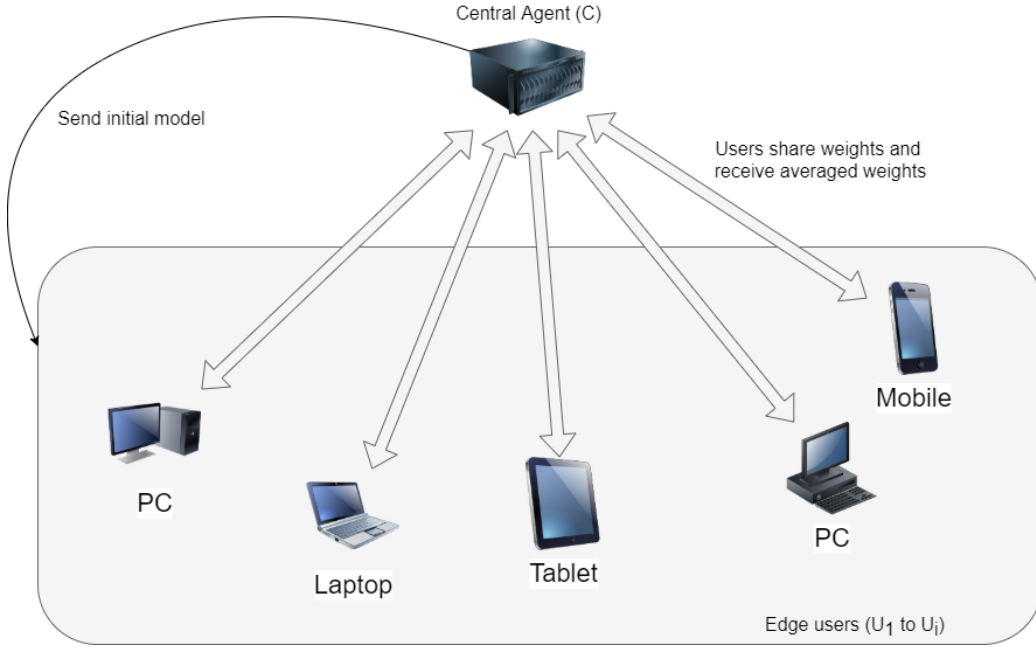 Central Agent (C)
Send initial model
Users share weights and
receive averaged weights
Mobile
PC
PC
Laptop
Tablet
Edge users (U₁ to Uᵢ)